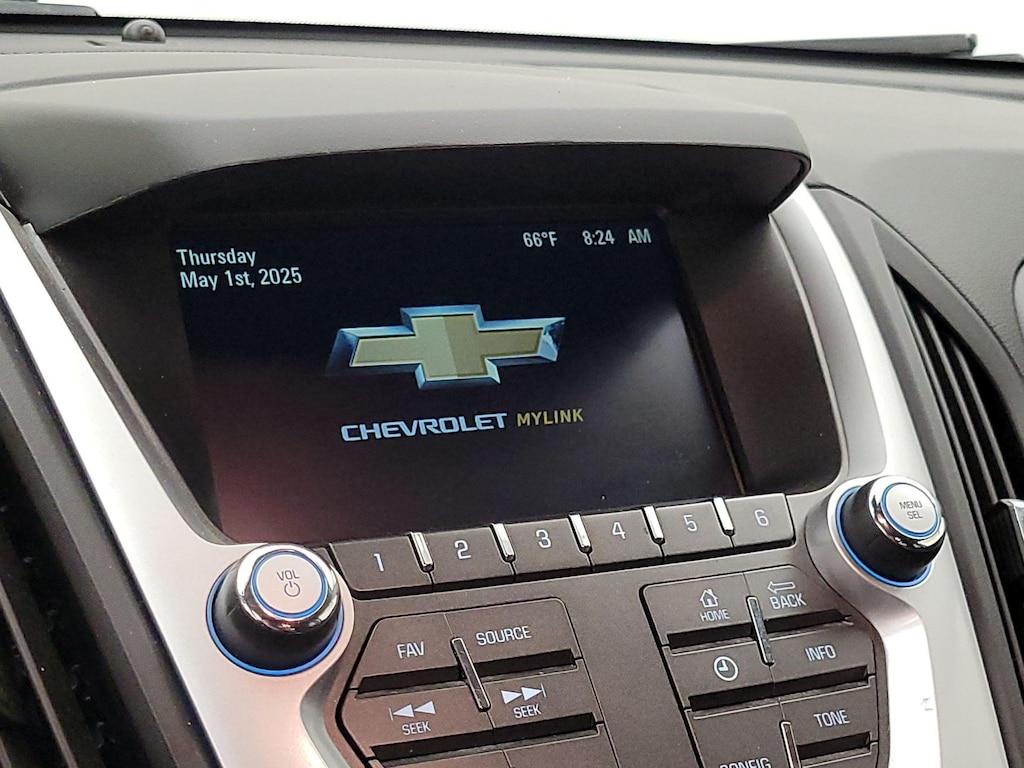 Thursday
May 1st, 2025
66°F 8:24 AM
CHEVROLET MYLINK
VOL
1 2 3 4 5 6
MENU
SEL
FAV SOURCE
SEEK SEEK
HOME BACK
INFO
TONE
CONFIG